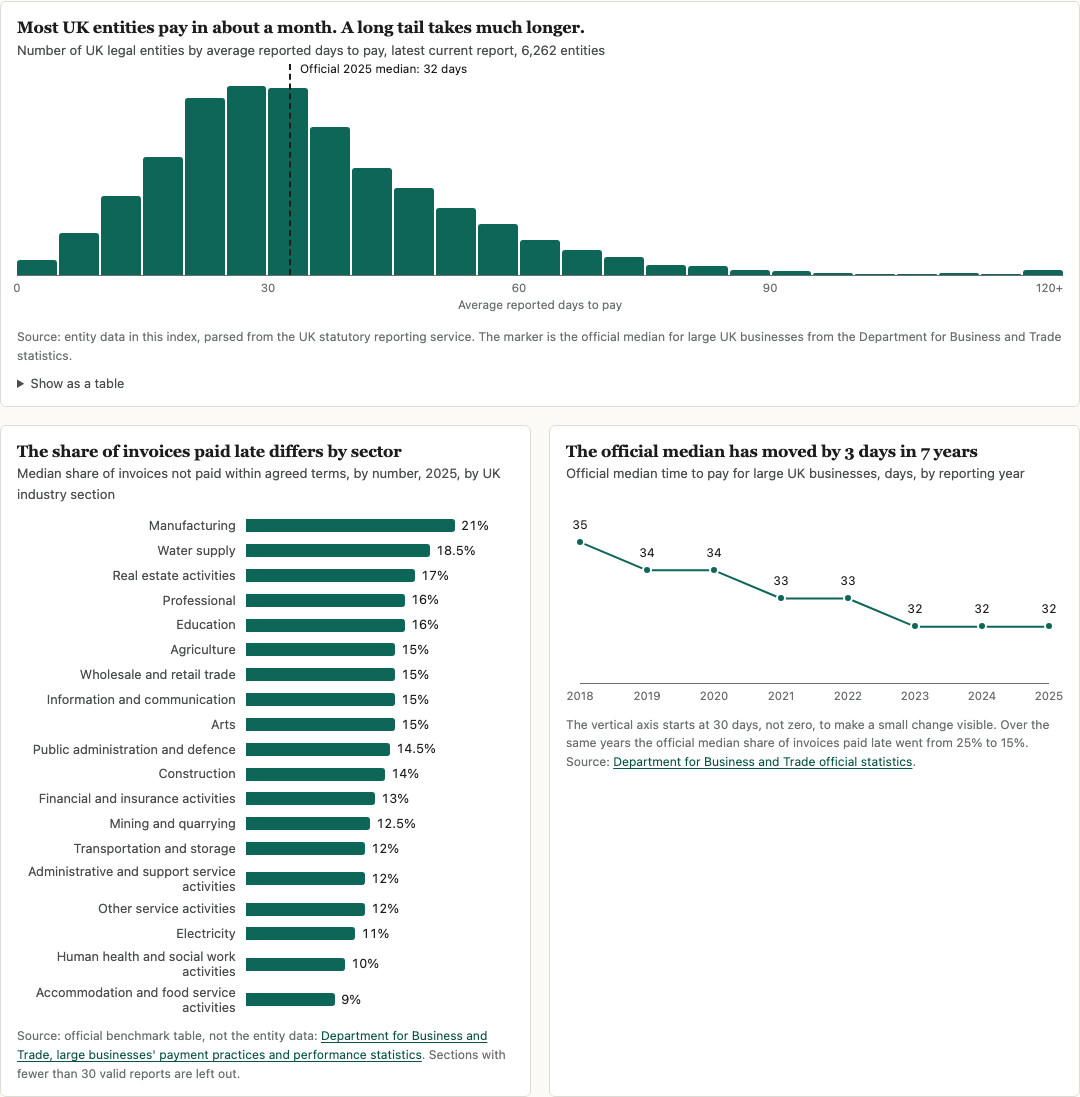 Most UK entities pay in about a month. A long tail takes much longer.
Number of UK legal entities by average reported days to pay, latest current report, 6,262 entities
Official 2025 median: 32 days
0
30
60
90
120+
Average reported days to pay
Source: entity data in this index, parsed from the UK statutory reporting service. The marker is the official median for large UK businesses from the Department for Business and Trade
statistics.
Show as a table
The share of invoices paid late differs by sector
Median share of invoices not paid within agreed terms, by number, 2025, by UK
industry section
Manufacturing 21%
Water supply 18.5%
Real estate activities 17%
Professional 16%
Education 16%
Agriculture 15%
Wholesale and retail trade 15%
Information and communication 15%
Arts 15%
Public administration and defence 14.5%
Construction 14%
Financial and insurance activities 13%
Mining and quarrying 12.5%
Transportation and storage 12%
Administrative and support service
activities 12%
Other service activities 12%
Electricity 11%
Human health and social work
activities 10%
Accommodation and food service
activities 9%
Source: official benchmark table, not the entity data: Department for Business and
Trade, large businesses' payment practices and performance statistics. Sections with
fewer than 30 valid reports are left out.
The official median has moved by 3 days in 7 years
Official median time to pay for large UK businesses, days, by reporting year
35
34
34
33
33
32
32
32
2018
2019
2020
2021
2022
2023
2024
2025
The vertical axis starts at 30 days, not zero, to make a small change visible. Over the
same years the official median share of invoices paid late went from 25% to 15%.
Source: Department for Business and Trade official statistics.